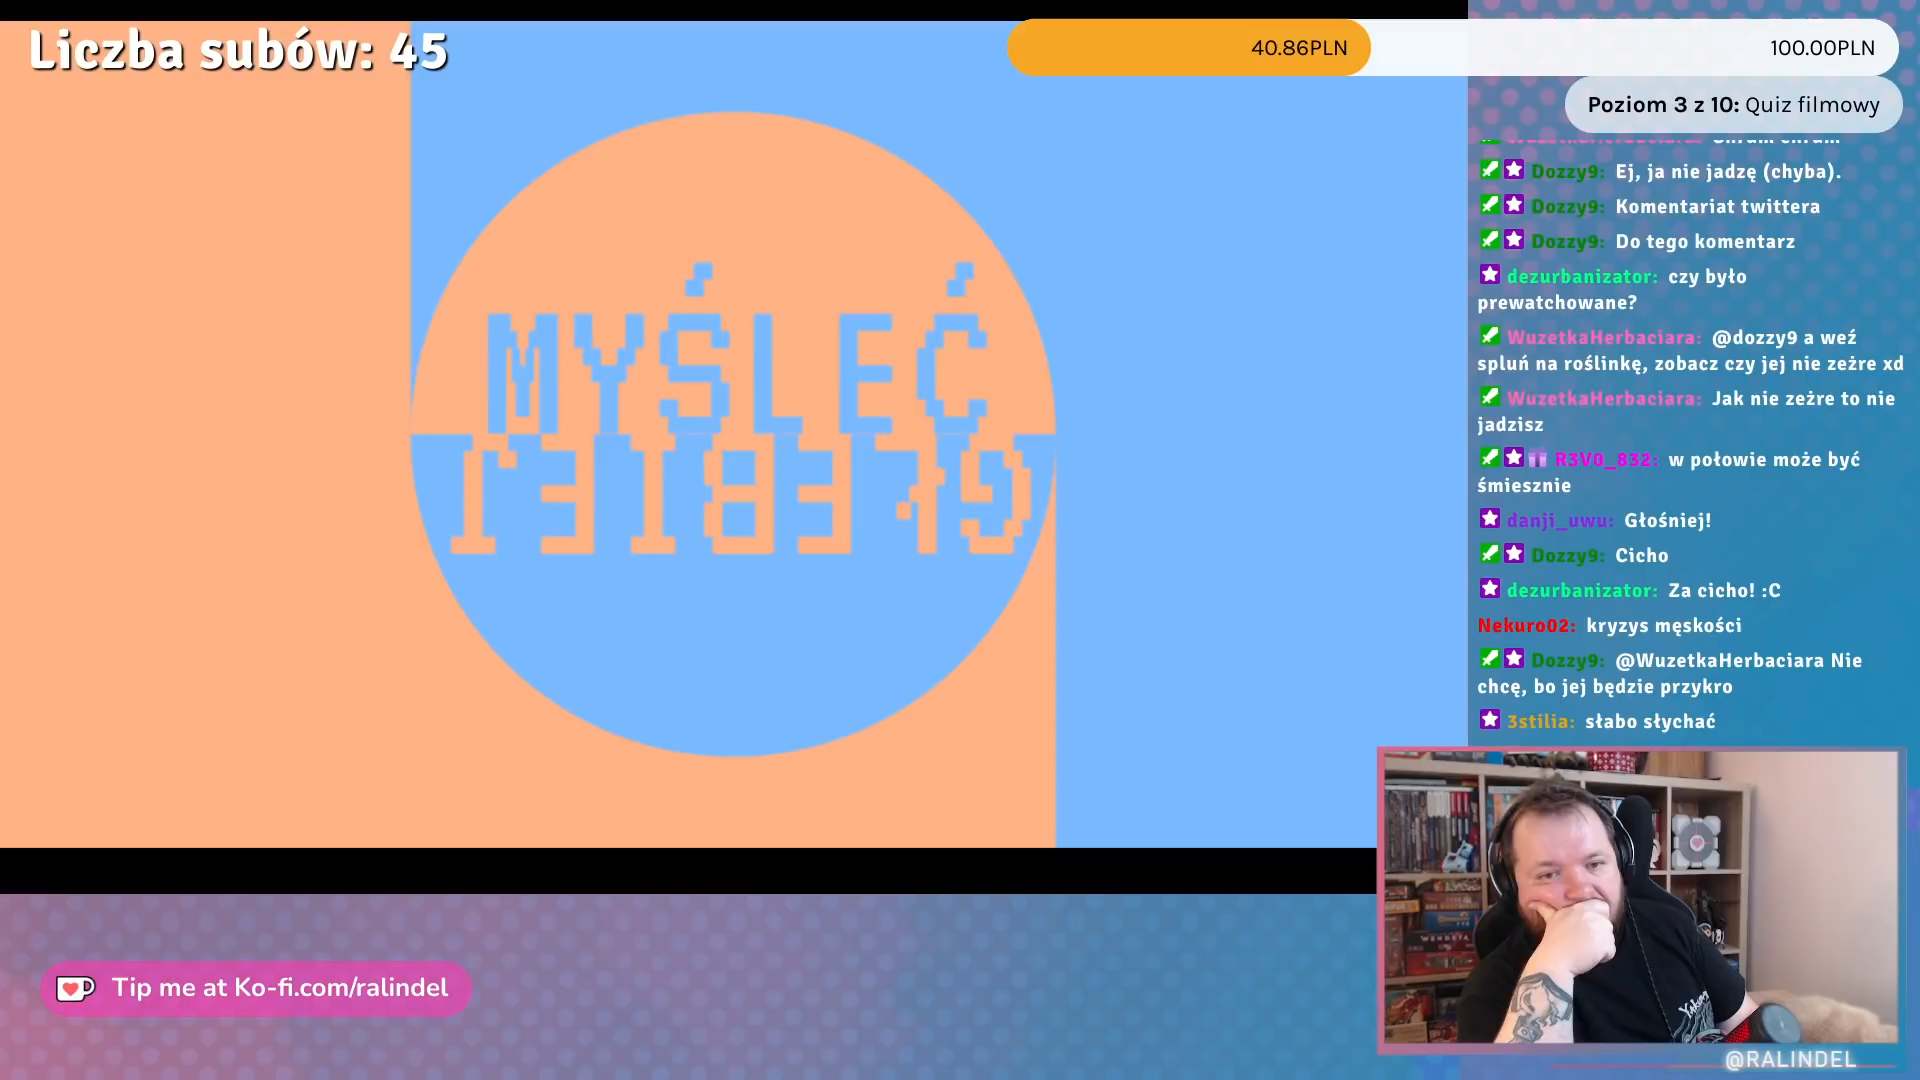 Liczba subów: 45
40.86PLN
100.00PLN
Poziom 3 z 10: Quiz filmowy
MYŚLEĆ
GŁĘBIEJ
Dozzy9: Ej, ja nie jadzę (chyba).
Dozzy9: Komentariat twittera
Dozzy9: Do tego komentarz
dezurbanizator: czy było
prewatchowane?
WuzetkaHerbaciara: @dozzy9 a weź
spluń na roślinkę, zobacz czy jej nie zeżre xd
WuzetkaHerbaciara: Jak nie zeżre to nie
jadzisz
R3V0_832: w połowie może być
śmiesznie
danji_uwu: Głośniej!
Dozzy9: Cicho
dezurbanizator: Za cicho! :C
Nekuro02: kryzys męskości
Dozzy9: @WuzetkaHerbaciara Nie
chcę, bo jej będzie przykro
3stilia: słabo słychać
Tip me at Ko-fi.com/ralindel
@RALINDEL